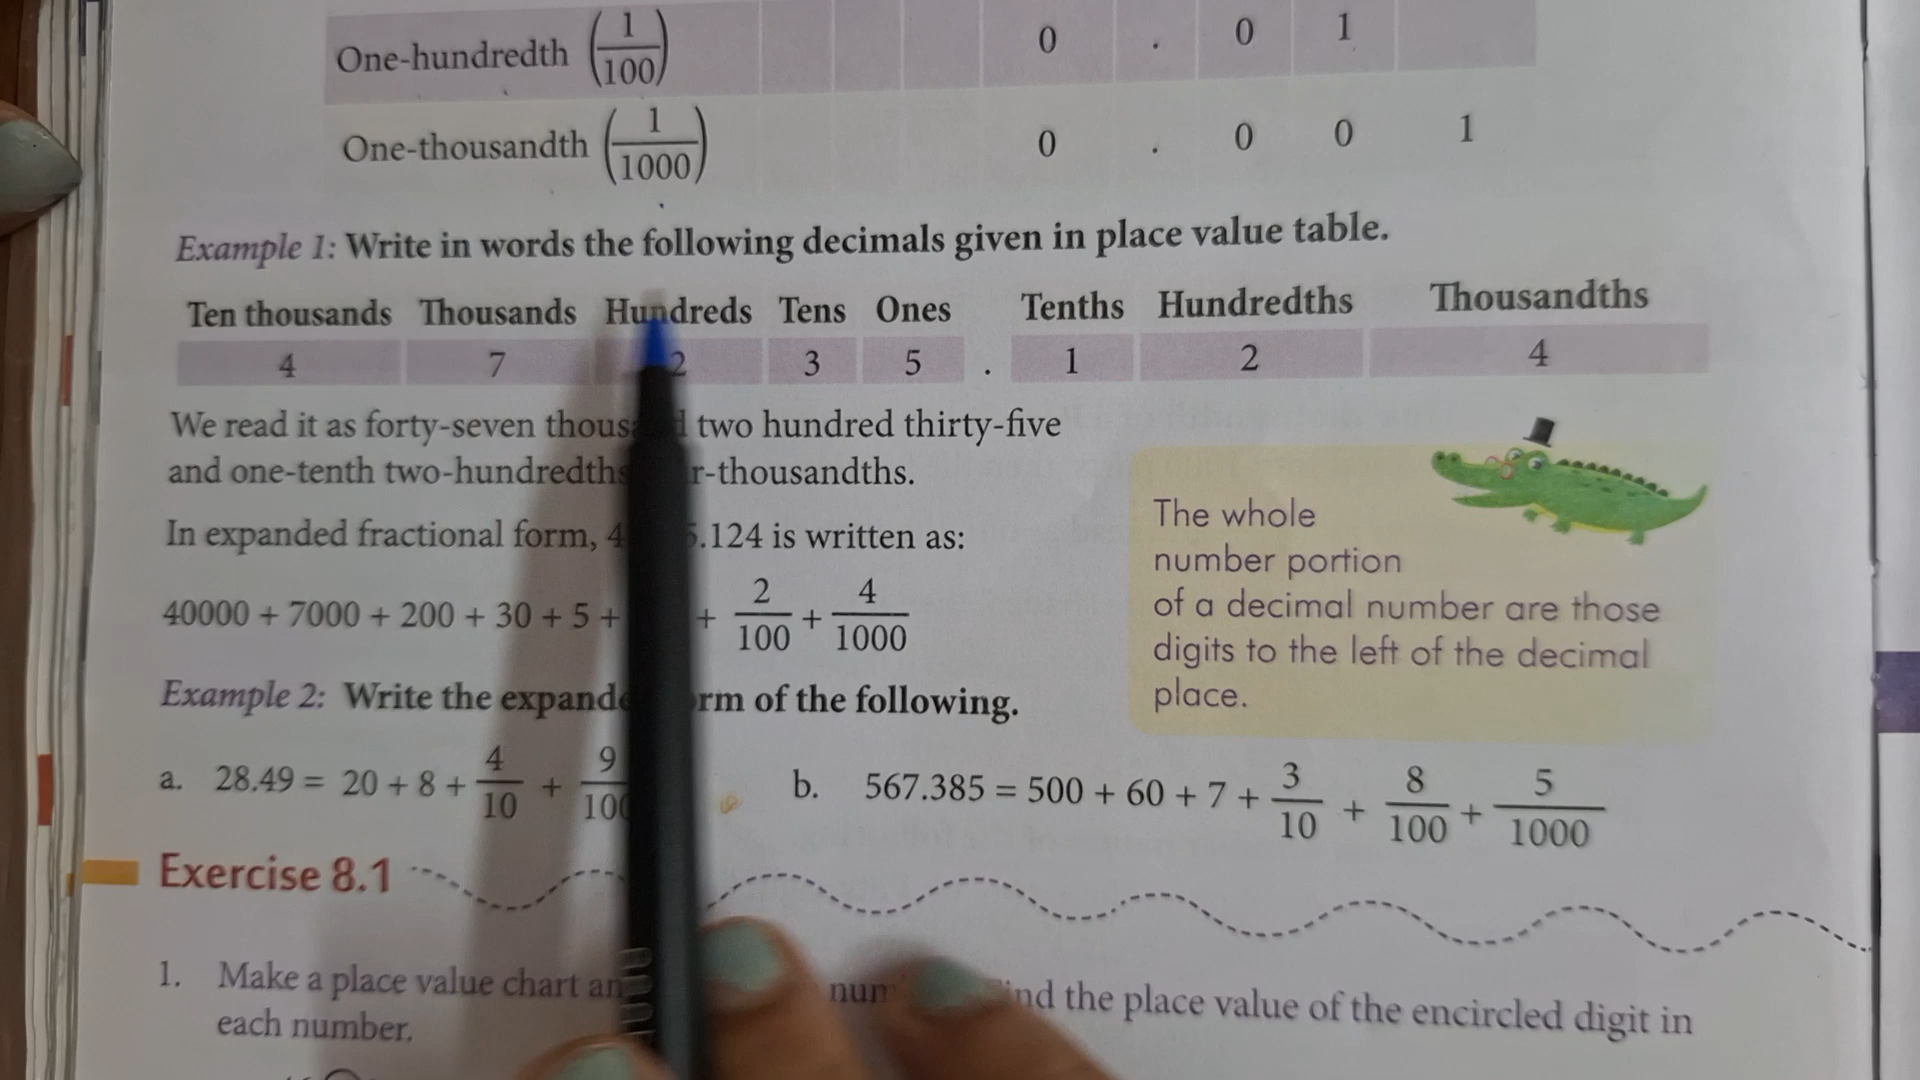 One-hundredth (1/100) 0 . 0 1
One-thousandth (1/1000) 0 . 0 0 1
Example 1: Write in words the following decimals given in place value table.
Ten thousands Thousands Hundreds Tens Ones Tenths Hundredths Thousandths
4 7 2 3 5 . 1 2 4
We read it as forty-seven two hundred thirty-five
and one-tenth two-hundredths r-thousandths.
In expanded fractional form, 4 5.124 is written as:
40000 + 7000 + 200 + 30 + 5 + + 2/100 + 4/1000
The whole
number portion
of a decimal number are those
digits to the left of the decimal
place.
Example 2: Write the rm of the following.
a. 28.49 = 20 + 8 + 4/10 + 9/100 b. 567.385 = 500 + 60 + 7 + 3/10 + 8/100 + 5/1000
Exercise 8.1
1. Make a place value chart the place value of the encircled digit in
each number.